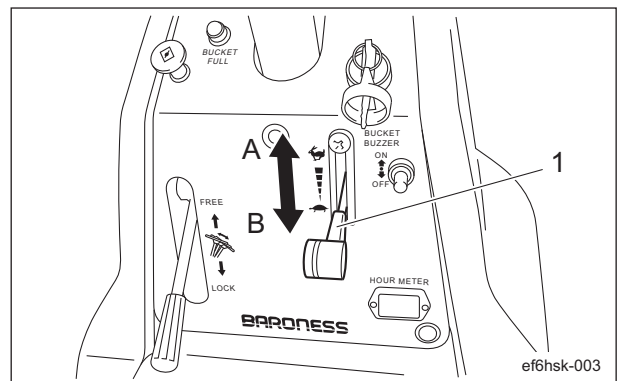 BUCKET
FULL
BUCKET
BUZZER
ON
OFF
A
B
1
FREE
LOCK
HOUR METER
BARONESS
ef6hsk-003